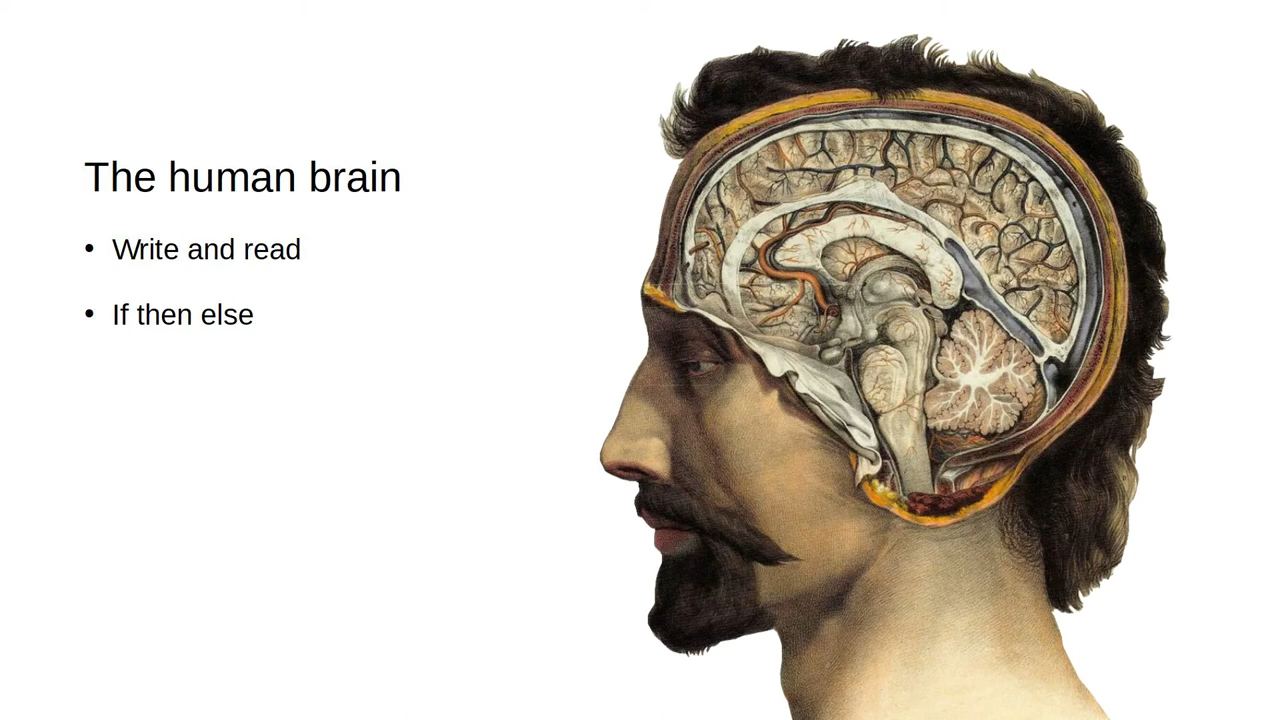 The human brain
• Write and read
• If then else